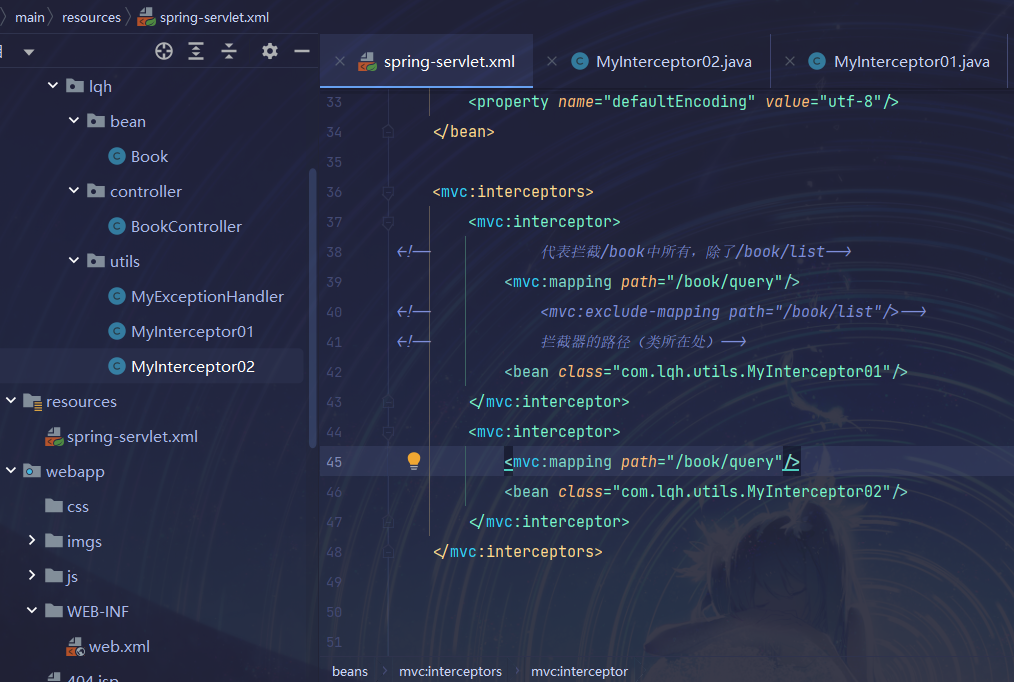 main resources spring-servlet.xml
lqh
bean
Book
controller
BookController
utils
MyExceptionHandler
MyInterceptor01
MyInterceptor02
resources
spring-servlet.xml
webapp
css
imgs
js
WEB-INF
web.xml
404.jsp
spring-servlet.xml MyInterceptor02.java MyInterceptor01.java
33 <property name="defaultEncoding" value="utf-8"/>
34 </bean>
35
36 <mvc:interceptors>
37 <mvc:interceptor>
38 <!-- 代表拦截/book中所有，除了/book/list-->
39 <mvc:mapping path="/book/query"/>
40 <!-- <mvc:exclude-mapping path="/book/list"/>-->
41 <!-- 拦截器的路径（类所在处）-->
42 <bean class="com.lqh.utils.MyInterceptor01"/>
43 </mvc:interceptor>
44 <mvc:interceptor>
45 <mvc:mapping path="/book/query"/>
46 <bean class="com.lqh.utils.MyInterceptor02"/>
47 </mvc:interceptor>
48 </mvc:interceptors>
49
50
51
beans mvc:interceptors mvc:interceptor